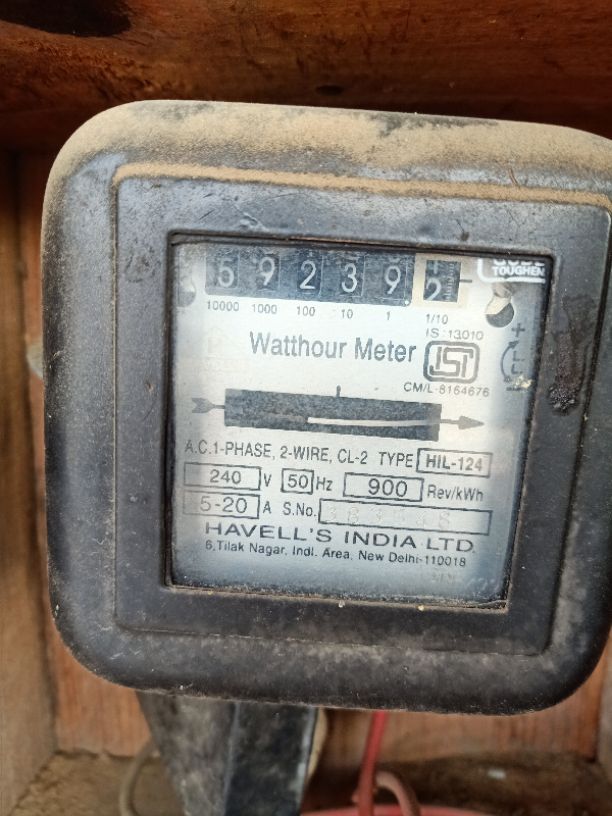 5 9 2 3 9 2
TOUGHEN
10000 1000 100 10 1 1/10
IS:13010
Watthour Meter ISI
CM/L-8164676
A.C.1-PHASE, 2-WIRE, CL-2 TYPE HIL-124
240 V 50 Hz 900 Rev/kWh
5-20 A S.No.
HAVELL'S INDIA LTD.
6,Tilak Nagar, Indl. Area, New Delhi-110018